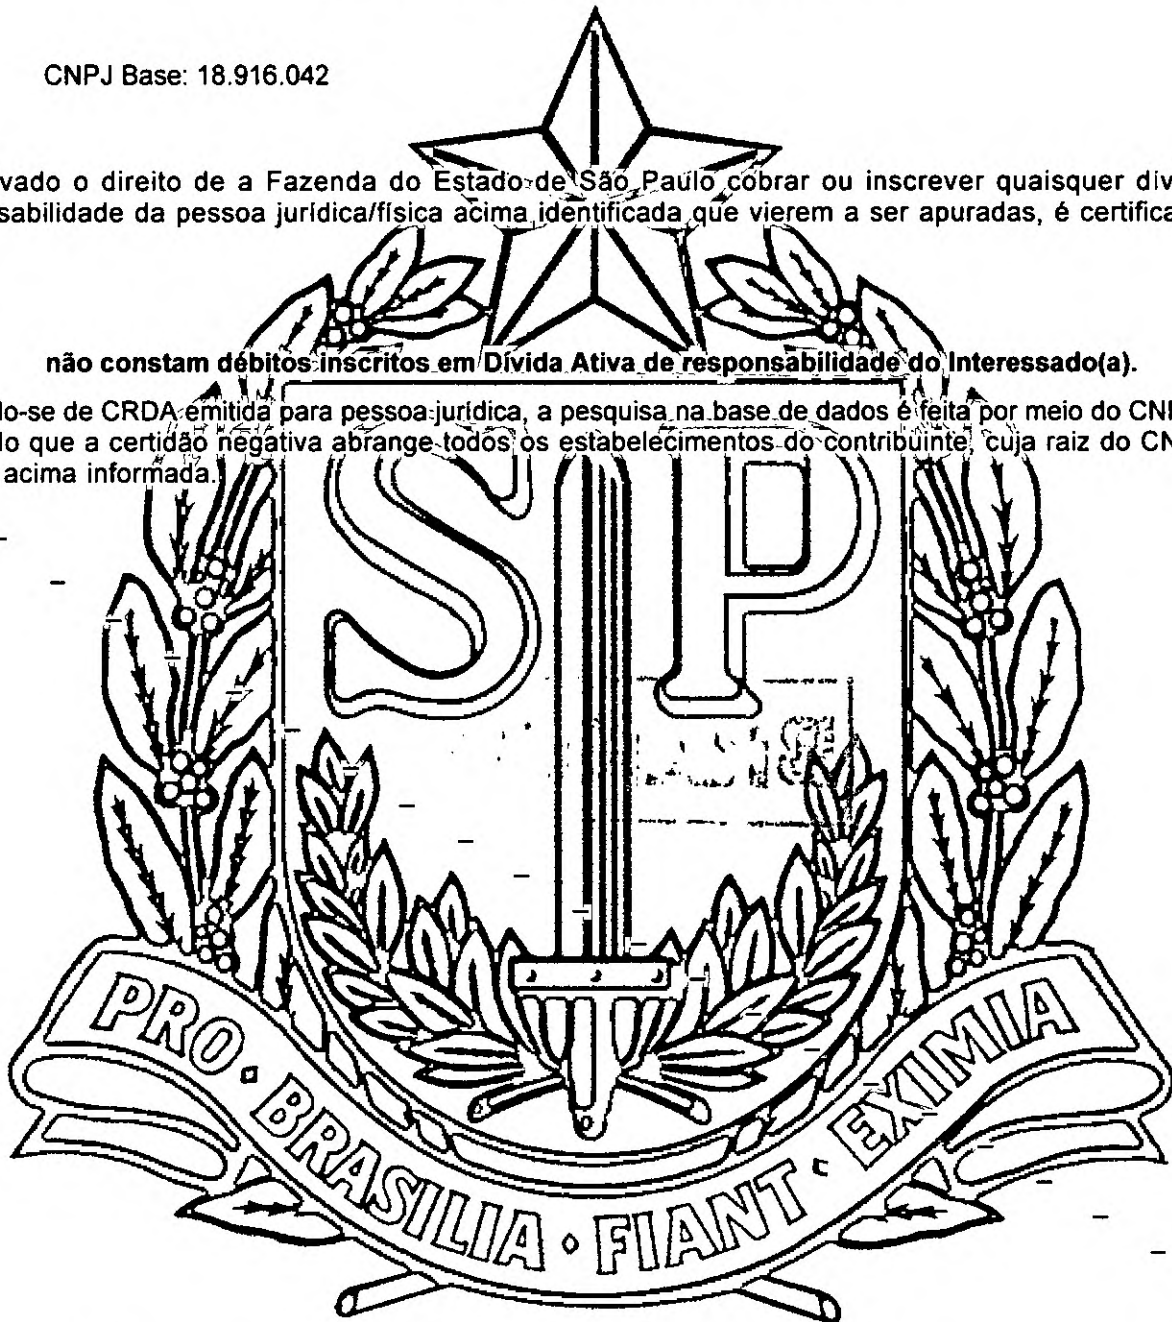 CNPJ Base: 18.916.042
vado o direito de a Fazenda do Estado de São Paulo cobrar ou inscrever quaisquer dív
sabilidade da pessoa jurídica/física acima identificada que vierem a ser apuradas, é certifica
não constam débitos inscritos em Dívida Ativa de responsabilidade do Interessado(a).
do-se de CRDA emitida para pessoa jurídica, a pesquisa na base de dados é feita por meio do CN
do que a certidão negativa abrange todos os estabelecimentos do contribuinte, cuja raiz do CN
acima informada.
SP
PRO · BRASILIA · FIANT · EXIMIA